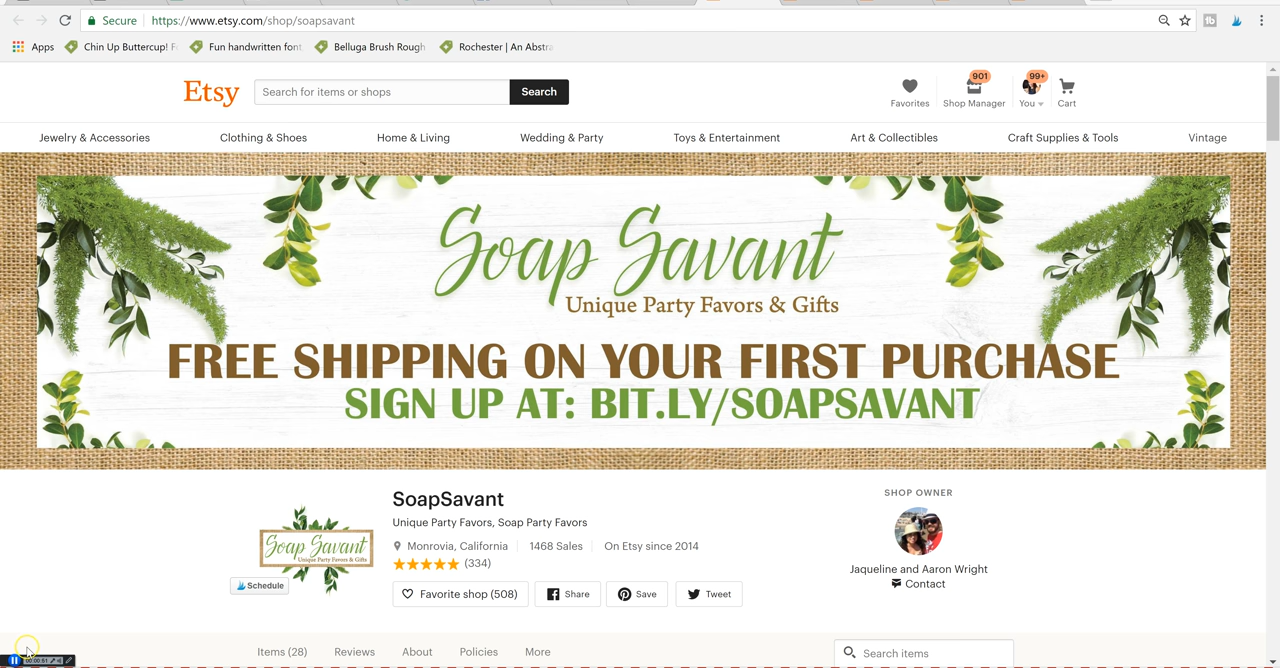 Secure https://www.etsy.com/shop/soapsavant
Apps Chin Up Buttercup! Fun handwritten font Belluga Brush Rough Rochester | An Abstra
Etsy Search for items or shops Search
901 99+
Favorites Shop Manager You Cart
Jewelry & Accessories Clothing & Shoes Home & Living Wedding & Party Toys & Entertainment Art & Collectibles Craft Supplies & Tools Vintage
Soap Savant
Unique Party Favors & Gifts
FREE SHIPPING ON YOUR FIRST PURCHASE
SIGN UP AT: BIT.LY/SOAPSAVANT
Soap Savant
Unique Party Favors & Gifts
Schedule
SoapSavant
Unique Party Favors, Soap Party Favors
Monrovia, California 1468 Sales On Etsy since 2014
(334)
Favorite shop (508) Share Save Tweet
SHOP OWNER
Jaqueline and Aaron Wright
Contact
Items (28) Reviews About Policies More Search items